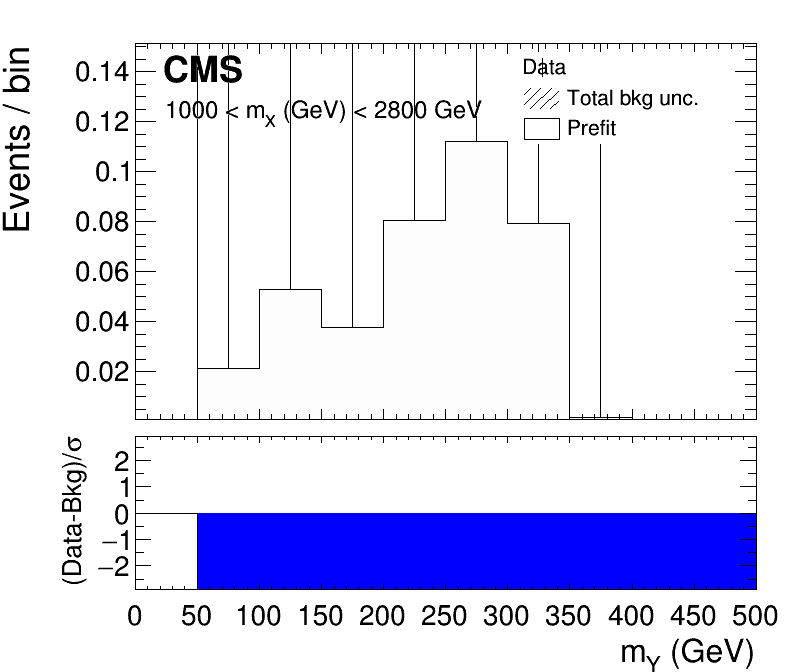 Events / bin
0.14
0.12
0.1
0.08
0.06
0.04
0.02
CMS
1000 < mX (GeV) < 2800 GeV
Data
Total bkg unc.
Prefit
(Data-Bkg)/σ
2
1
0
−1
−2
0 50 100 150 200 250 300 350 400 450 500
mY (GeV)